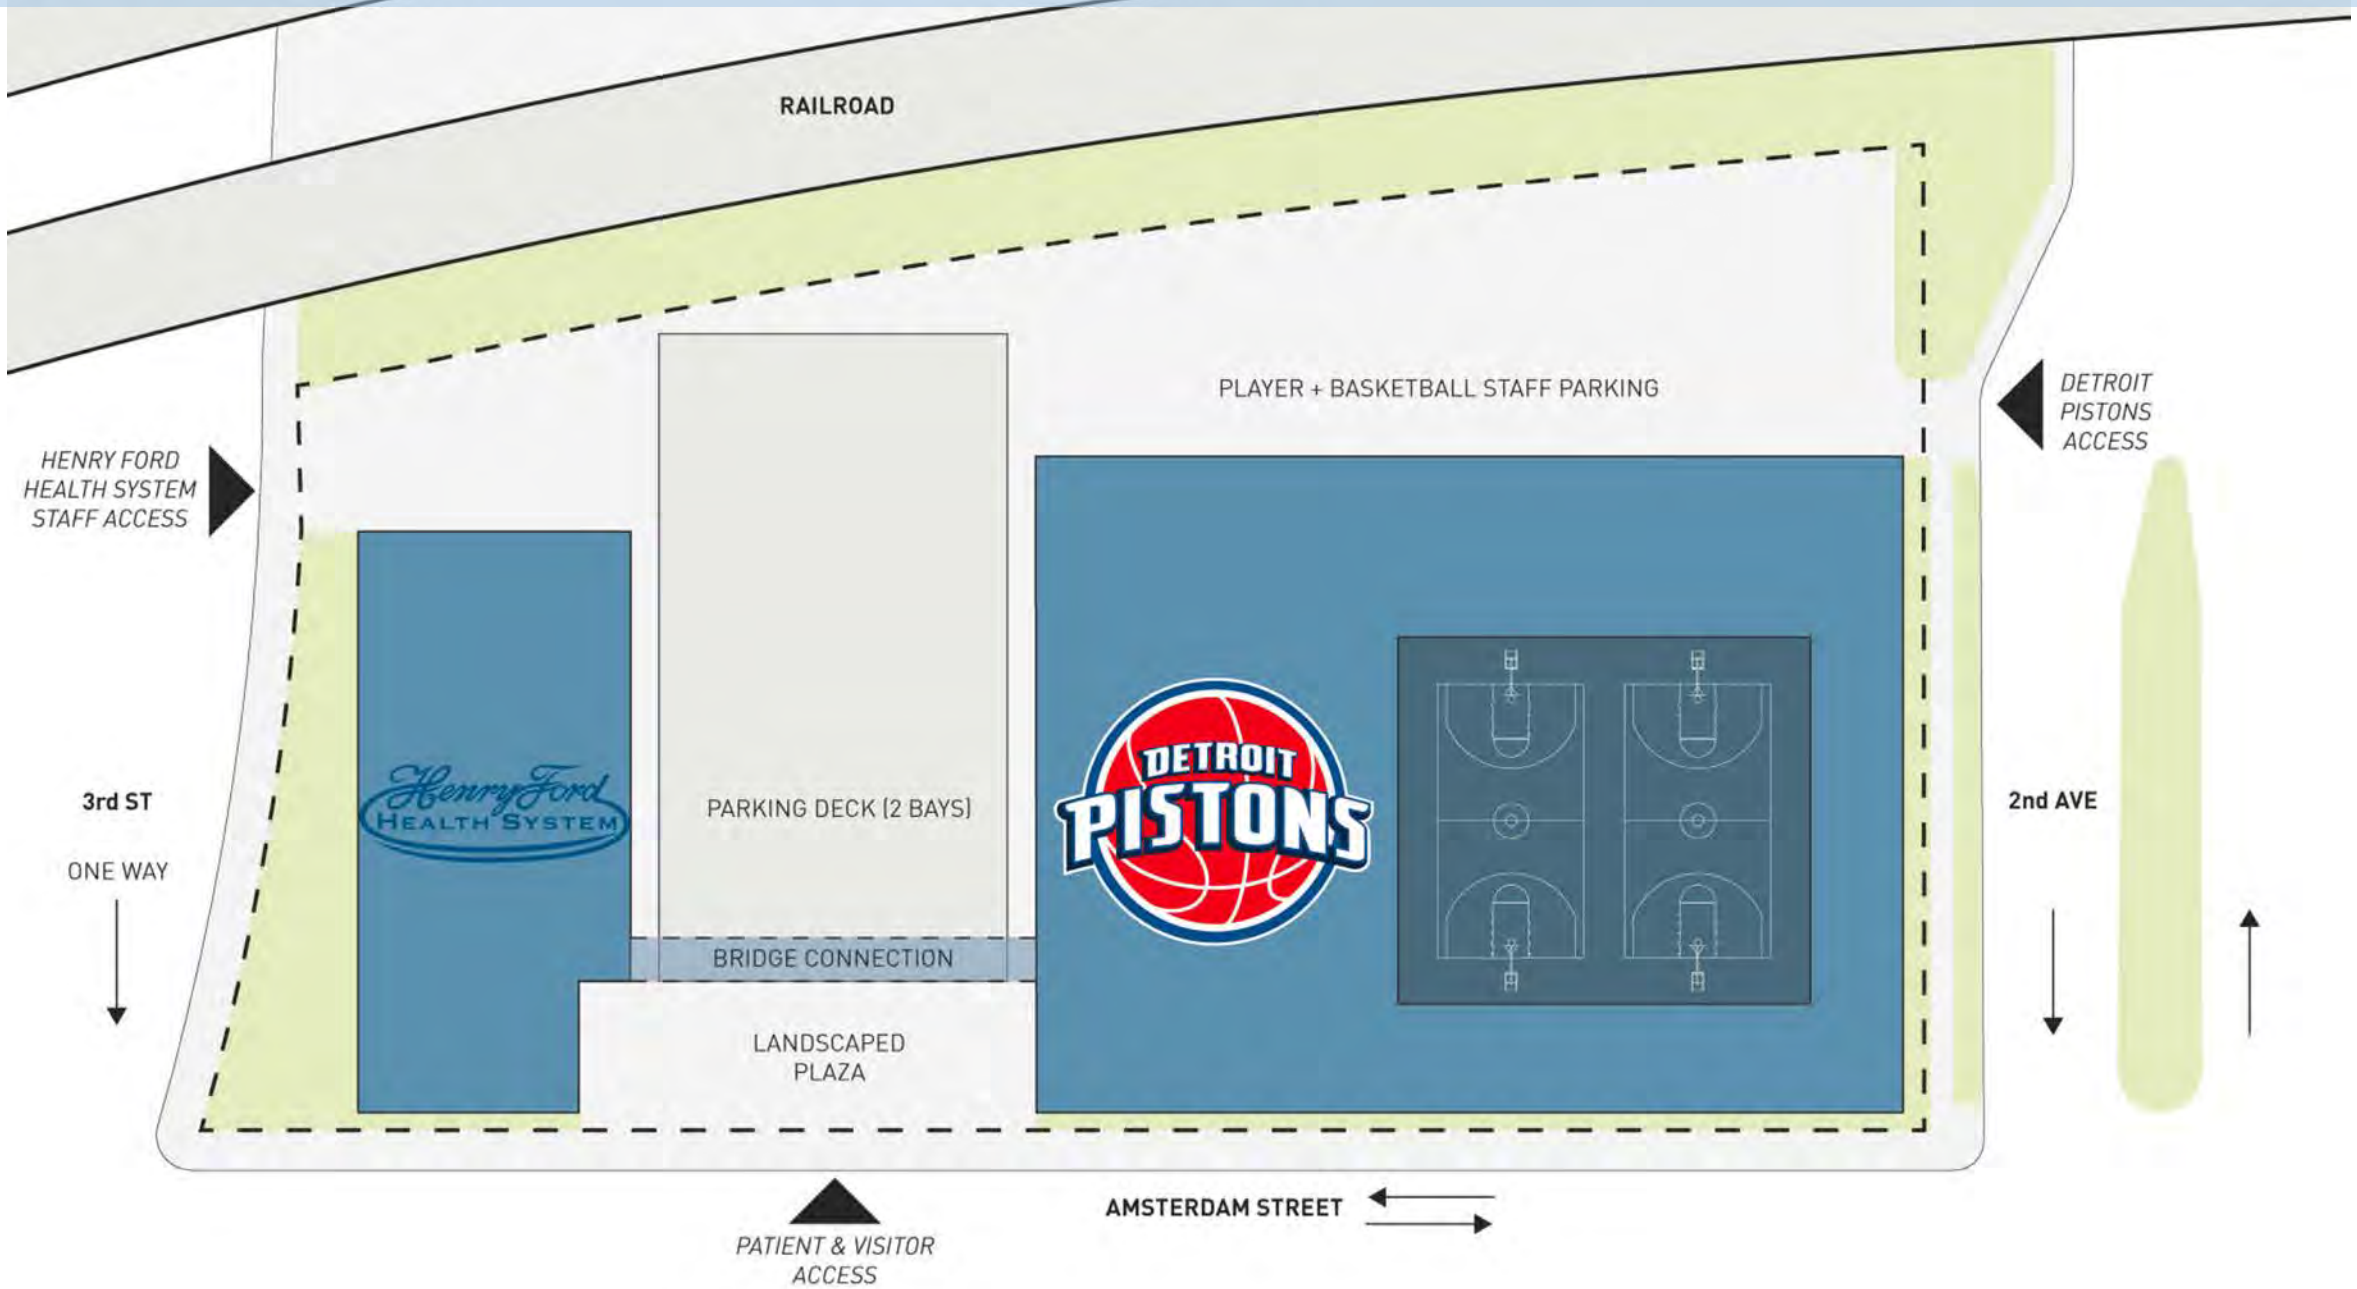 RAILROAD
PLAYER + BASKETBALL STAFF PARKING
DETROIT
PISTONS
ACCESS
HENRY FORD
HEALTH SYSTEM
STAFF ACCESS
Henry Ford
HEALTH SYSTEM
PARKING DECK (2 BAYS)
DETROIT
PISTONS
3rd ST
ONE WAY
2nd AVE
BRIDGE CONNECTION
LANDSCAPED
PLAZA
AMSTERDAM STREET
PATIENT & VISITOR
ACCESS